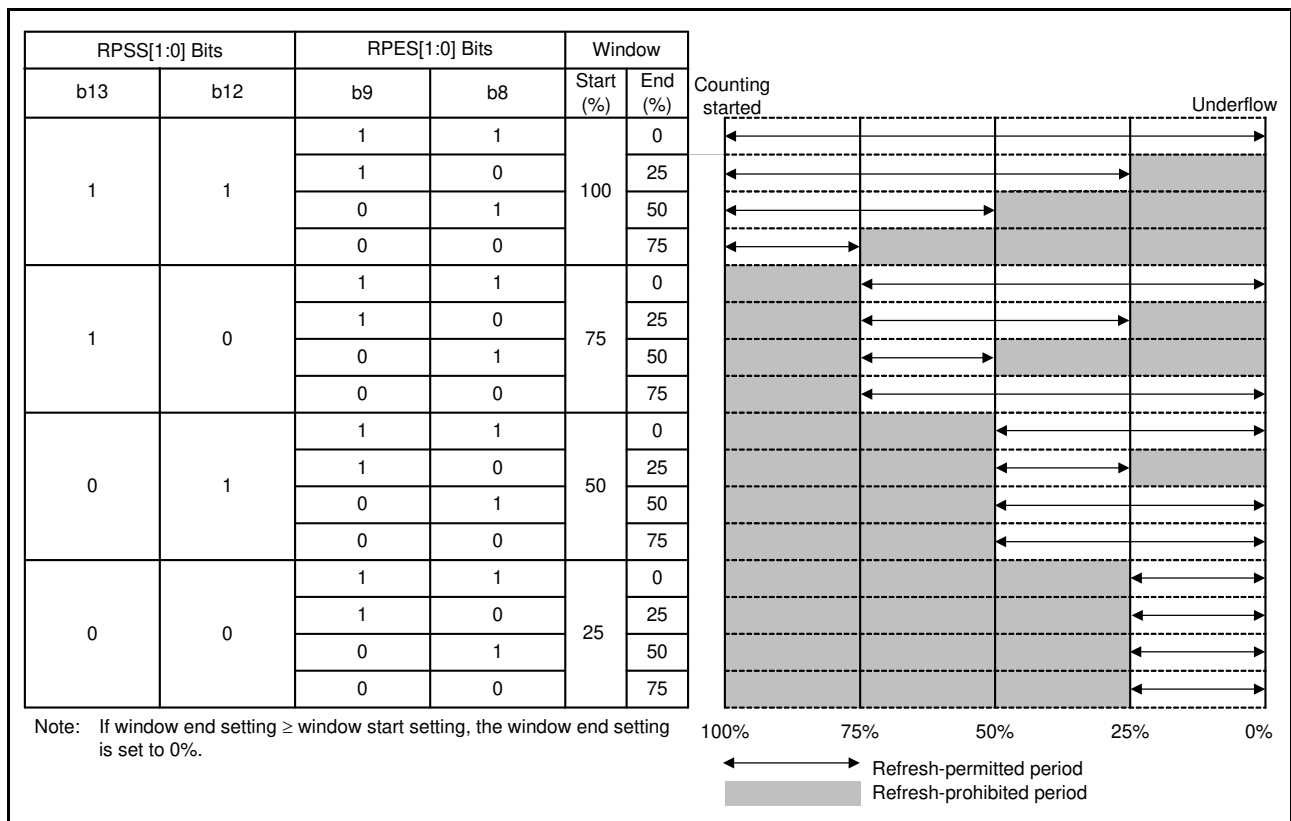 RPSS[1:0] Bits RPES[1:0] Bits Window
b13 b12 b9 b8 Start (%) End (%)
Counting started Underflow
1 1 1 1 100 0
1 0 25
0 1 50
0 0 75
1 0 1 1 75 0
1 0 25
0 1 50
0 0 75
0 1 1 1 50 0
1 0 25
0 1 50
0 0 75
0 0 1 1 25 0
1 0 25
0 1 50
0 0 75
Note: If window end setting ≥ window start setting, the window end setting
is set to 0%.
100% 75% 50% 25% 0%
Refresh-permitted period
Refresh-prohibited period